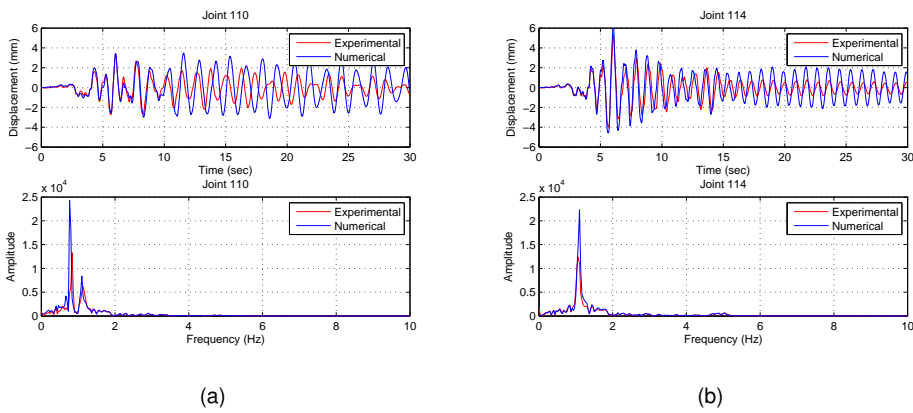 Joint 110
6
4
2
0
−2
−4
−6
Displacement (mm)
Experimental
Numerical
0 5 10 15 20 25 30
Time (sec)
Joint 110
x 10^4
2.5
2
1.5
1
0.5
0
Amplitude
Experimental
Numerical
0 2 4 6 8 10
Frequency (Hz)
(a)
Joint 114
6
4
2
0
−2
−4
−6
Displacement (mm)
Experimental
Numerical
0 5 10 15 20 25 30
Time (sec)
Joint 114
x 10^4
2.5
2
1.5
1
0.5
0
Amplitude
Experimental
Numerical
0 2 4 6 8 10
Frequency (Hz)
(b)